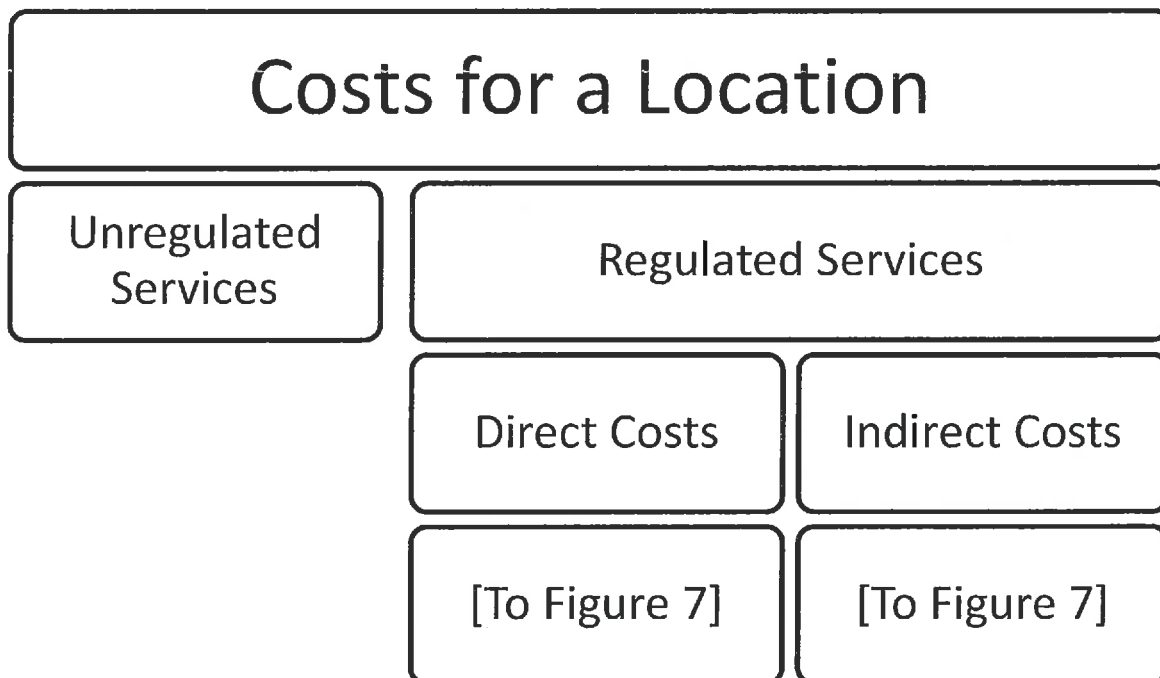 Costs for a Location
Unregulated
Services
Regulated Services
Direct Costs
Indirect Costs
[To Figure 7]
[To Figure 7]